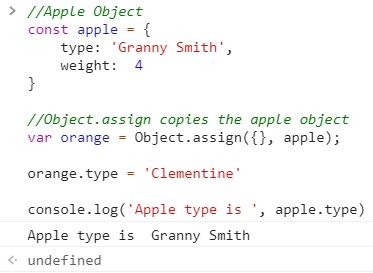 > //Apple Object
const apple = {
    type: 'Granny Smith',
    weight:  4
}
//Object.assign copies the apple object
var orange = Object.assign({}, apple);
orange.type = 'Clementine'
console.log('Apple type is ', apple.type)
Apple type is  Granny Smith
undefined